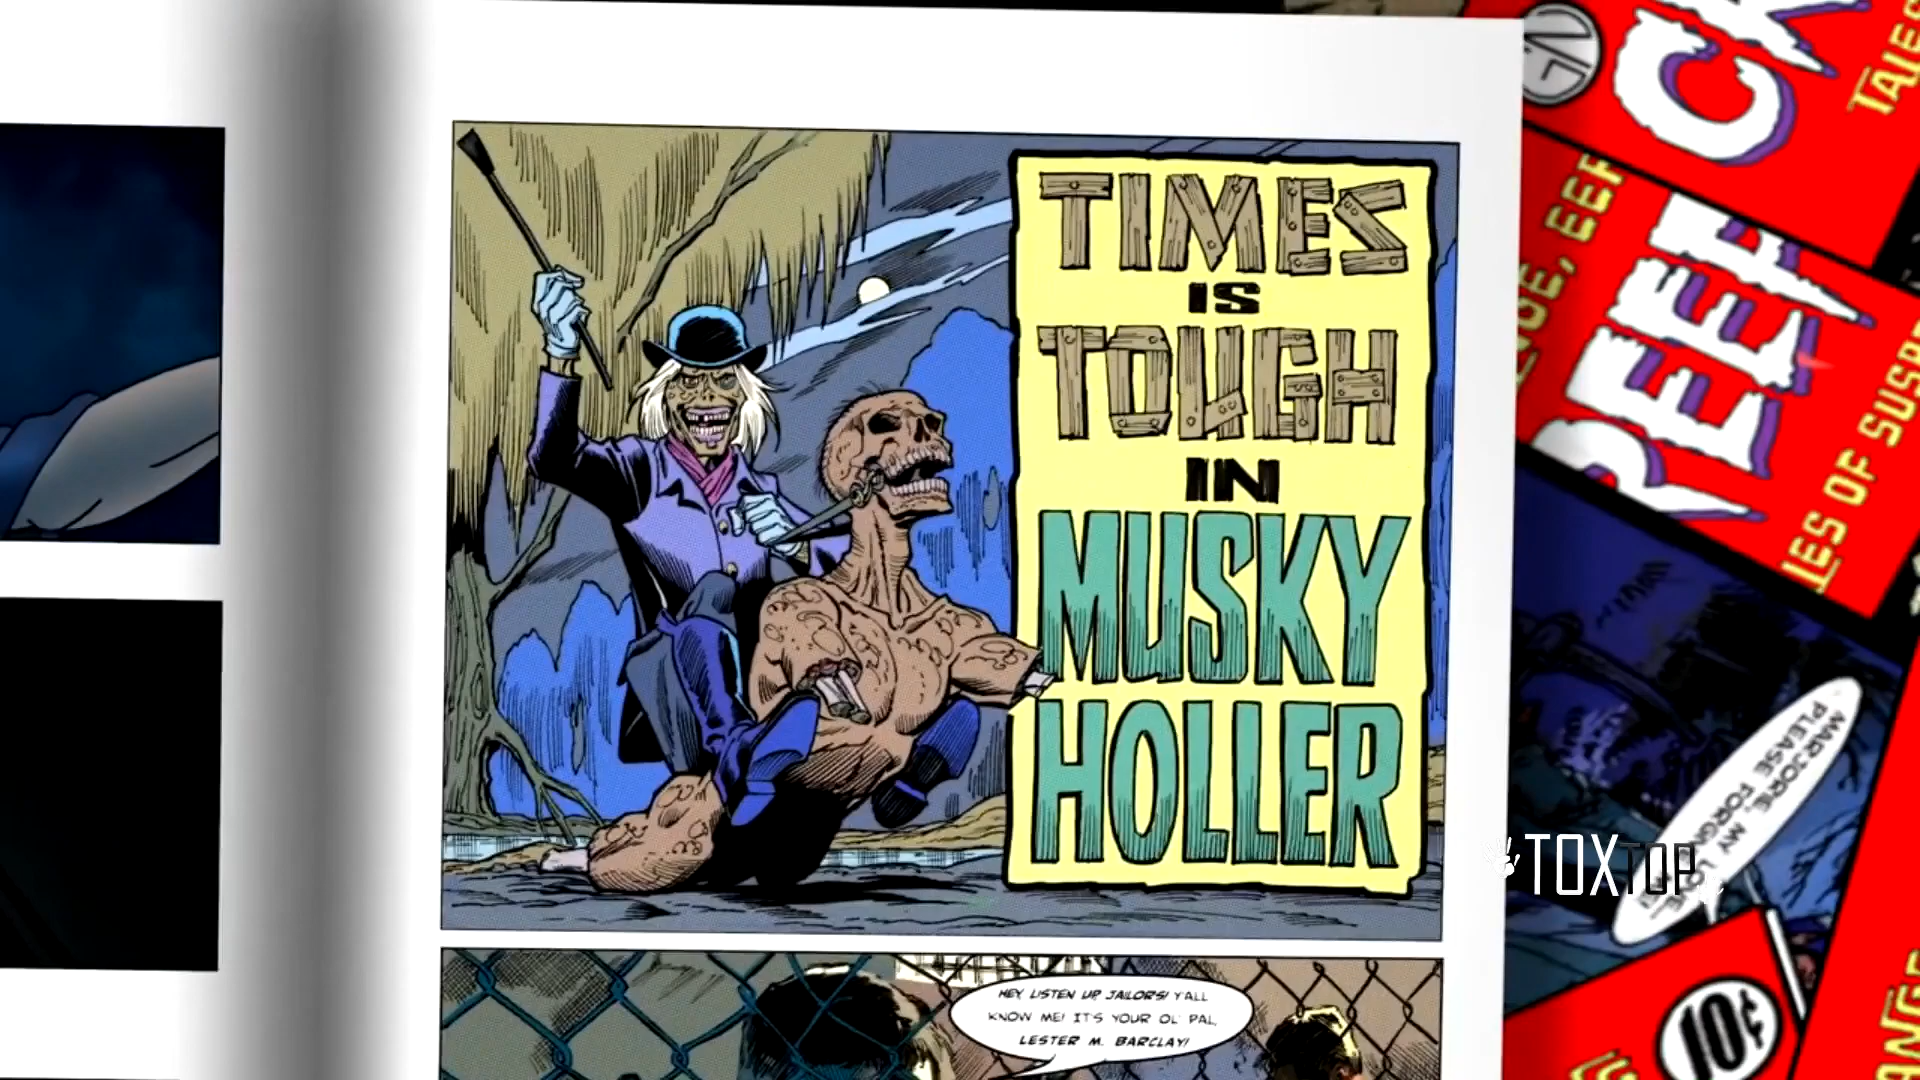 TIMES
IS
TOUGH
IN
MUSKY
HOLLER
HEY, LISTEN UP, JAILORS! Y'ALL
KNOW ME! IT'S YOUR OL' PAL,
LESTER M. BARCLAY!
TALES
OF SUSP
MARJORIE, MY LOVE,
PLEASE FORGIVE
10¢
TOXTOP